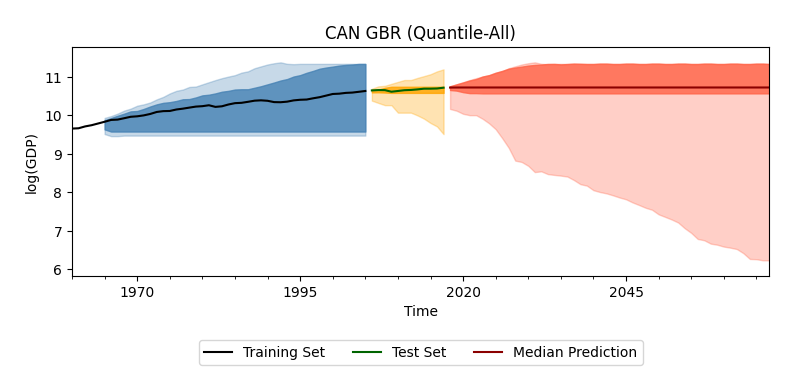 CAN GBR (Quantile-All)
11
10
9
8
7
6
log(GDP)
1970
1995
2020
2045
Time
Training Set
Test Set
Median Prediction